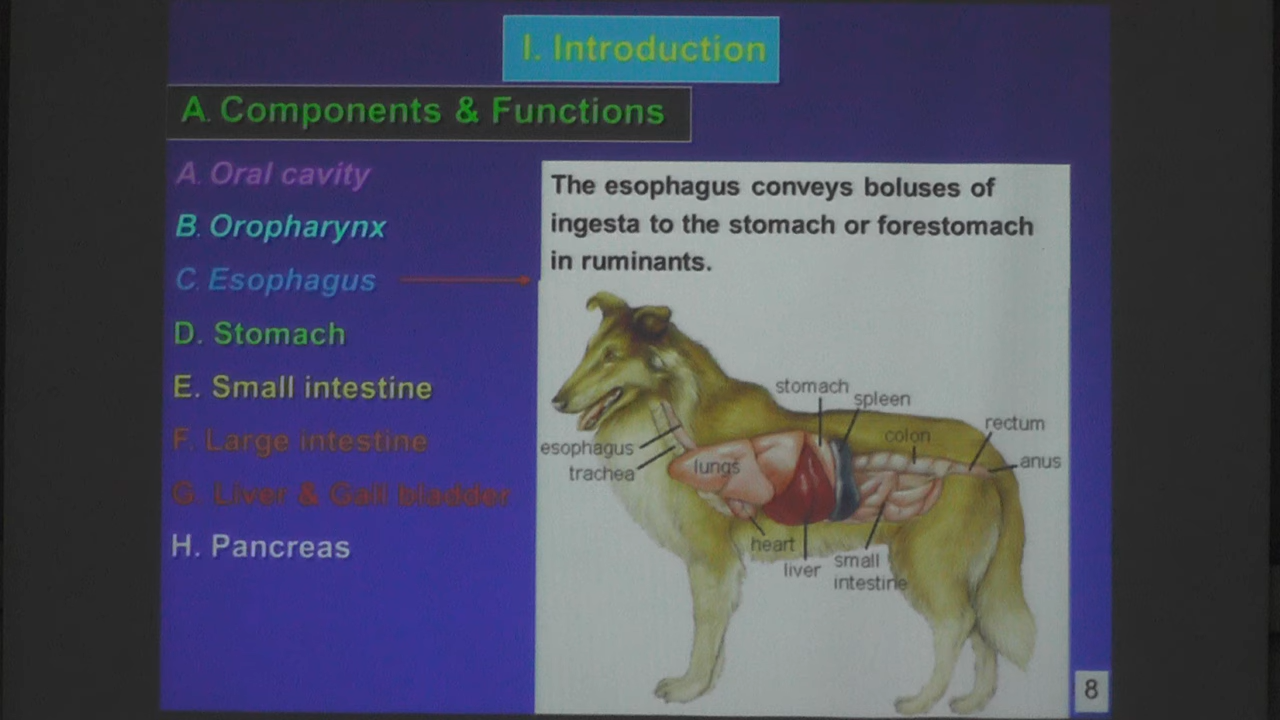 I. Introduction
A. Components & Functions
A. Oral cavity
B. Oropharynx
C. Esophagus
D. Stomach
E. Small intestine
F. Large intestine
G. Liver & Gall bladder
H. Pancreas
The esophagus conveys boluses of
ingesta to the stomach or forestomach
in ruminants.
stomach
spleen
rectum
colon
esophagus
anus
lungs
trachea
heart
liver
small
intestine
8